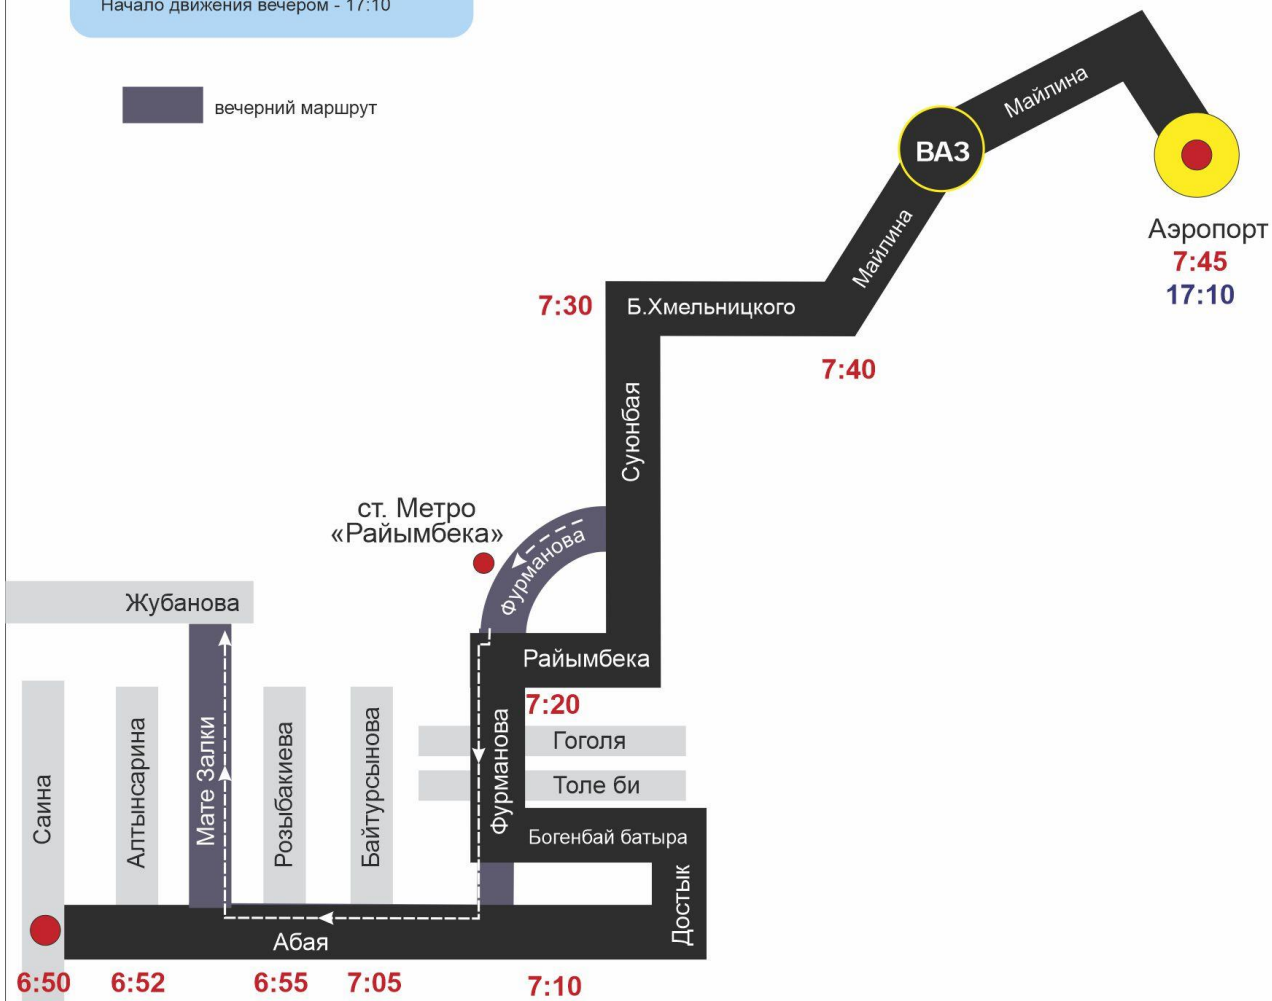 Начало движения вечером - 17:10
вечерний маршрут
Майлина
ВАЗ
Майлина
Аэропорт
7:45
17:10
7:30
Б.Хмельницкого
7:40
Суюнбая
ст. Метро
«Райымбека»
Фурманова
Жубанова
Райымбека
7:20
Саина
Алтынсарина
Мате Залки
Розыбакиева
Байтурсынова
Фурманова
Гоголя
Толе би
Богенбай батыра
Достык
Абая
6:50
6:52
6:55
7:05
7:10